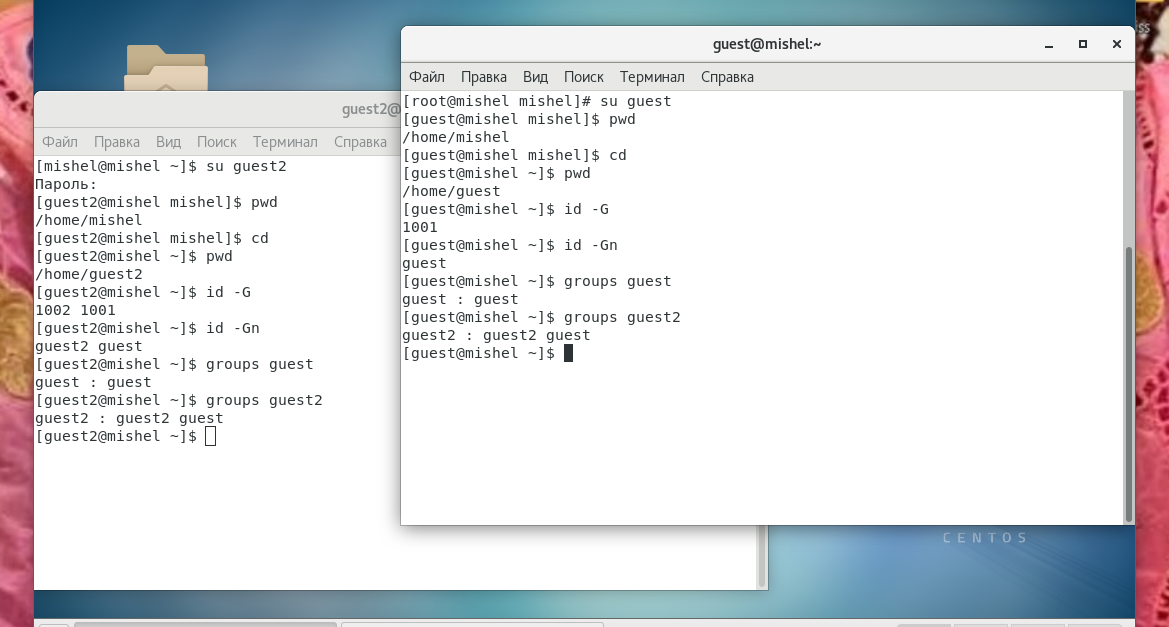 guest@mishel:~
Файл Правка Вид Поиск Терминал Справка
[root@mishel mishel]# su guest
[guest@mishel mishel]$ pwd
/home/mishel
[guest@mishel mishel]$ cd
[guest@mishel ~]$ pwd
/home/guest
[guest@mishel ~]$ id -G
1001
[guest@mishel ~]$ id -Gn
guest
[guest@mishel ~]$ groups guest
guest : guest
[guest@mishel ~]$ groups guest2
guest2 : guest2 guest
[guest@mishel ~]$
guest2@
Файл Правка Вид Поиск Терминал Справка
[mishel@mishel ~]$ su guest2
Пароль:
[guest2@mishel mishel]$ pwd
/home/mishel
[guest2@mishel mishel]$ cd
[guest2@mishel ~]$ pwd
/home/guest2
[guest2@mishel ~]$ id -G
1002 1001
[guest2@mishel ~]$ id -Gn
guest2 guest
[guest2@mishel ~]$ groups guest
guest : guest
[guest2@mishel ~]$ groups guest2
guest2 : guest2 guest
[guest2@mishel ~]$
CENTOS